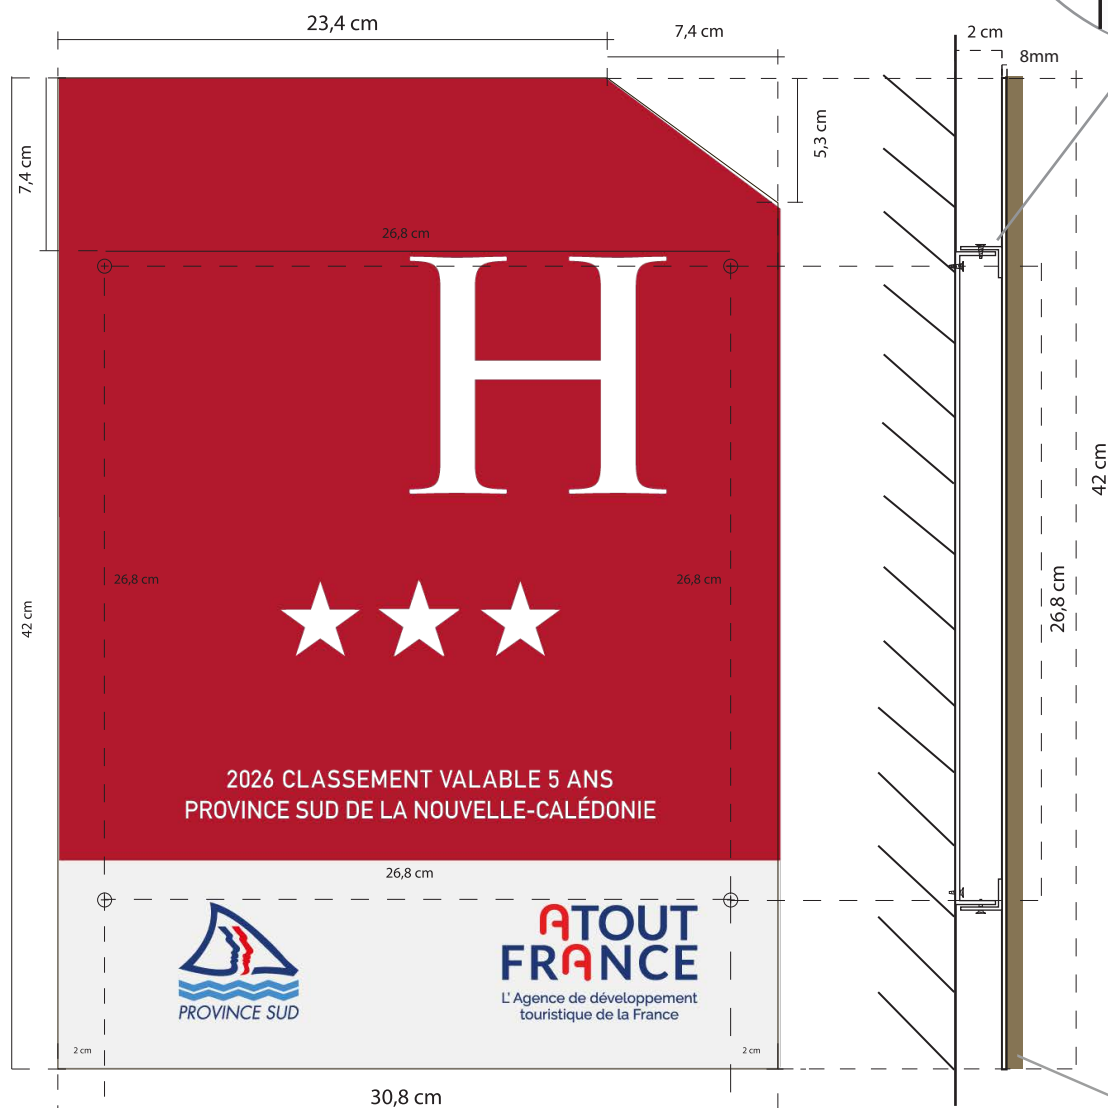 23,4 cm
7,4 cm
2 cm
8mm
7,4 cm
5,3 cm
26,8 cm
H
42 cm
26,8 cm
26,8 cm
26,8 cm
42 cm
2026 CLASSEMENT VALABLE 5 ANS
PROVINCE SUD DE LA NOUVELLE-CALÉDONIE
26,8 cm
PROVINCE SUD
ATOUT
FRANCE
L'Agence de développement
touristique de la France
2 cm
2 cm
30,8 cm